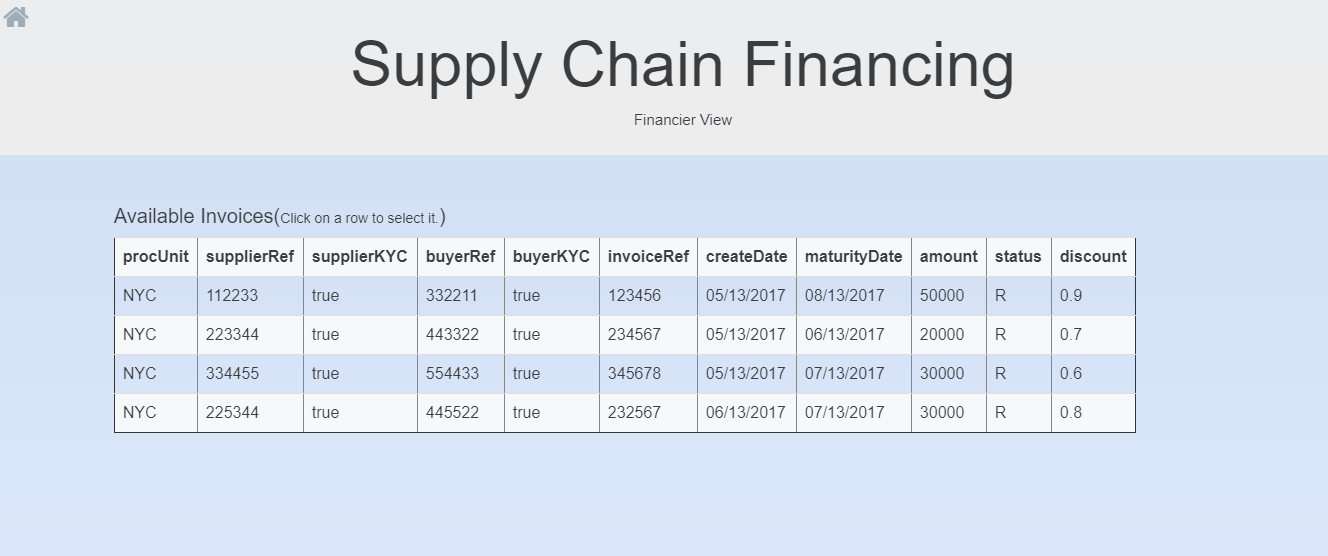 Supply Chain Financing
Financier View
Available Invoices(Click on a row to select it.)
procUnit supplierRef supplierKYC buyerRef buyerKYC invoiceRef createDate maturityDate amount status discount
NYC 112233 true 332211 true 123456 05/13/2017 08/13/2017 50000 R 0.9
NYC 223344 true 443322 true 234567 05/13/2017 06/13/2017 20000 R 0.7
NYC 334455 true 554433 true 345678 05/13/2017 07/13/2017 30000 R 0.6
NYC 225344 true 445522 true 232567 06/13/2017 07/13/2017 30000 R 0.8